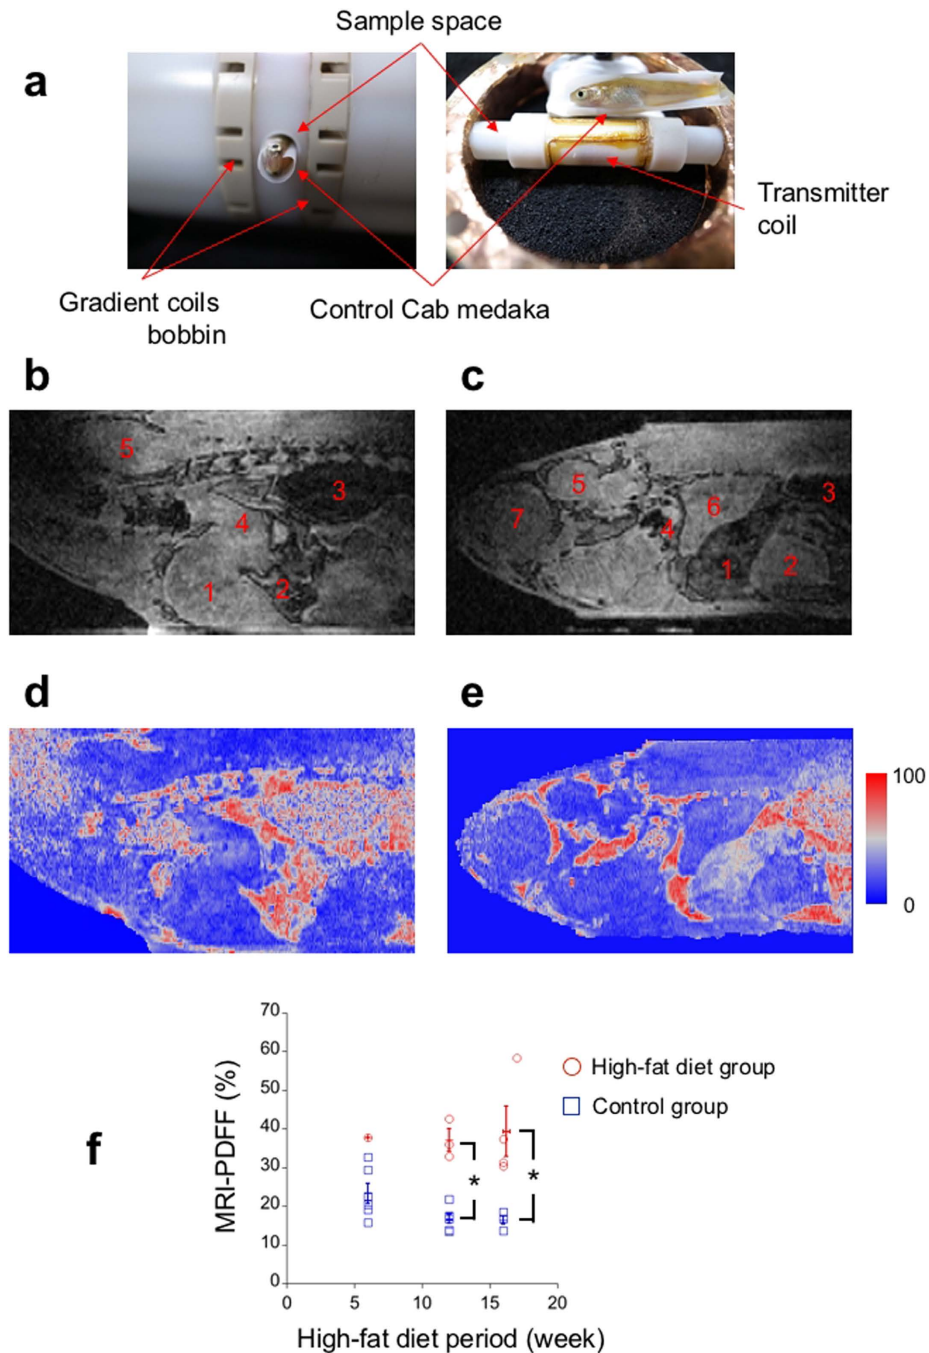 Sample space
a
Transmitter
coil
Gradient coils
bobbin
Control Cab medaka
b
c
5
3
4
1
2
5
7
6
4
3
1
2
d
e
100
0
f
MRI-PDFF (%)
70
60
50
40
30
20
10
0
High-fat diet group
Control group
*
*
0
5
10
15
20
High-fat diet period (week)